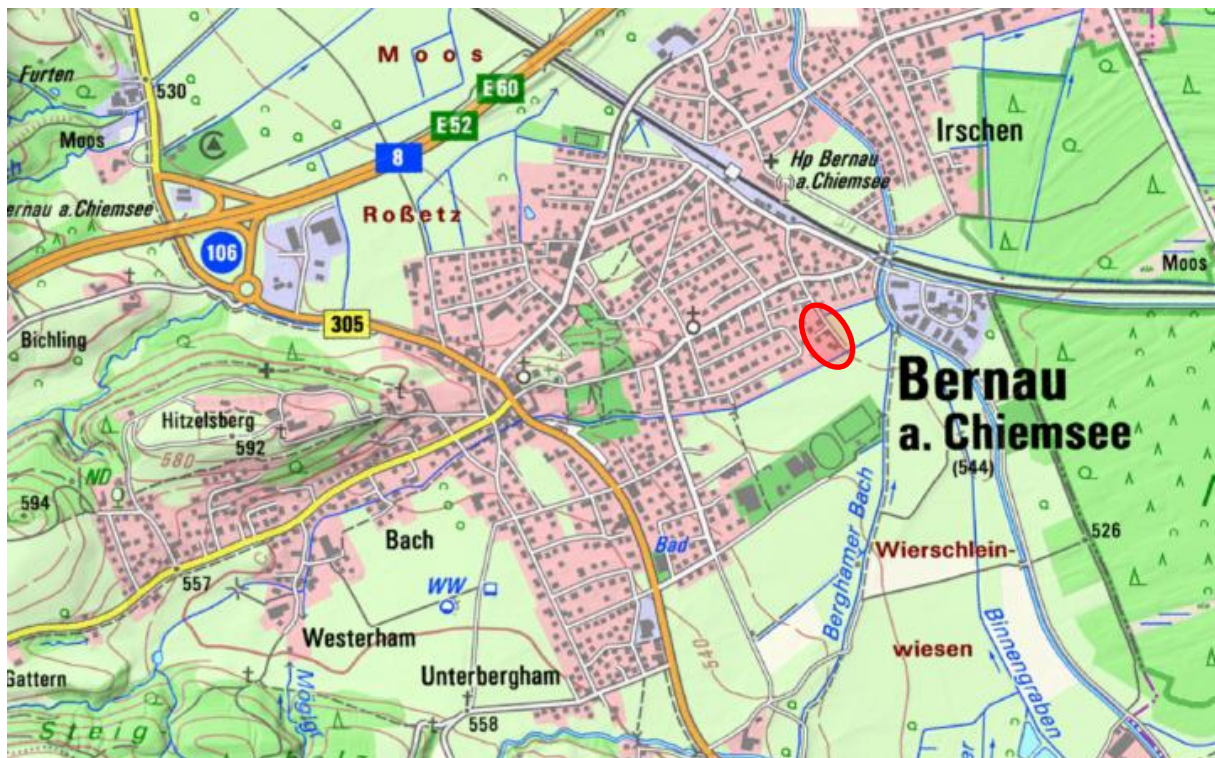 Furten
530
Moos
Moos
E 60
E 52
8
Irschen
Hp Bernau
a. Chiemsee
ernau a. Chiemsee
Roßetz
106
Moos
305
Bichling
Bernau
a. Chiemsee
(544)
Hitzelsberg
592
580
ND
594
Bach
Bad
526
557
WW
Berghamer Bach
Wierschlein-
wiesen
Binnengraben
Westerham
540
Gattern
Unterbergham
558
Steig